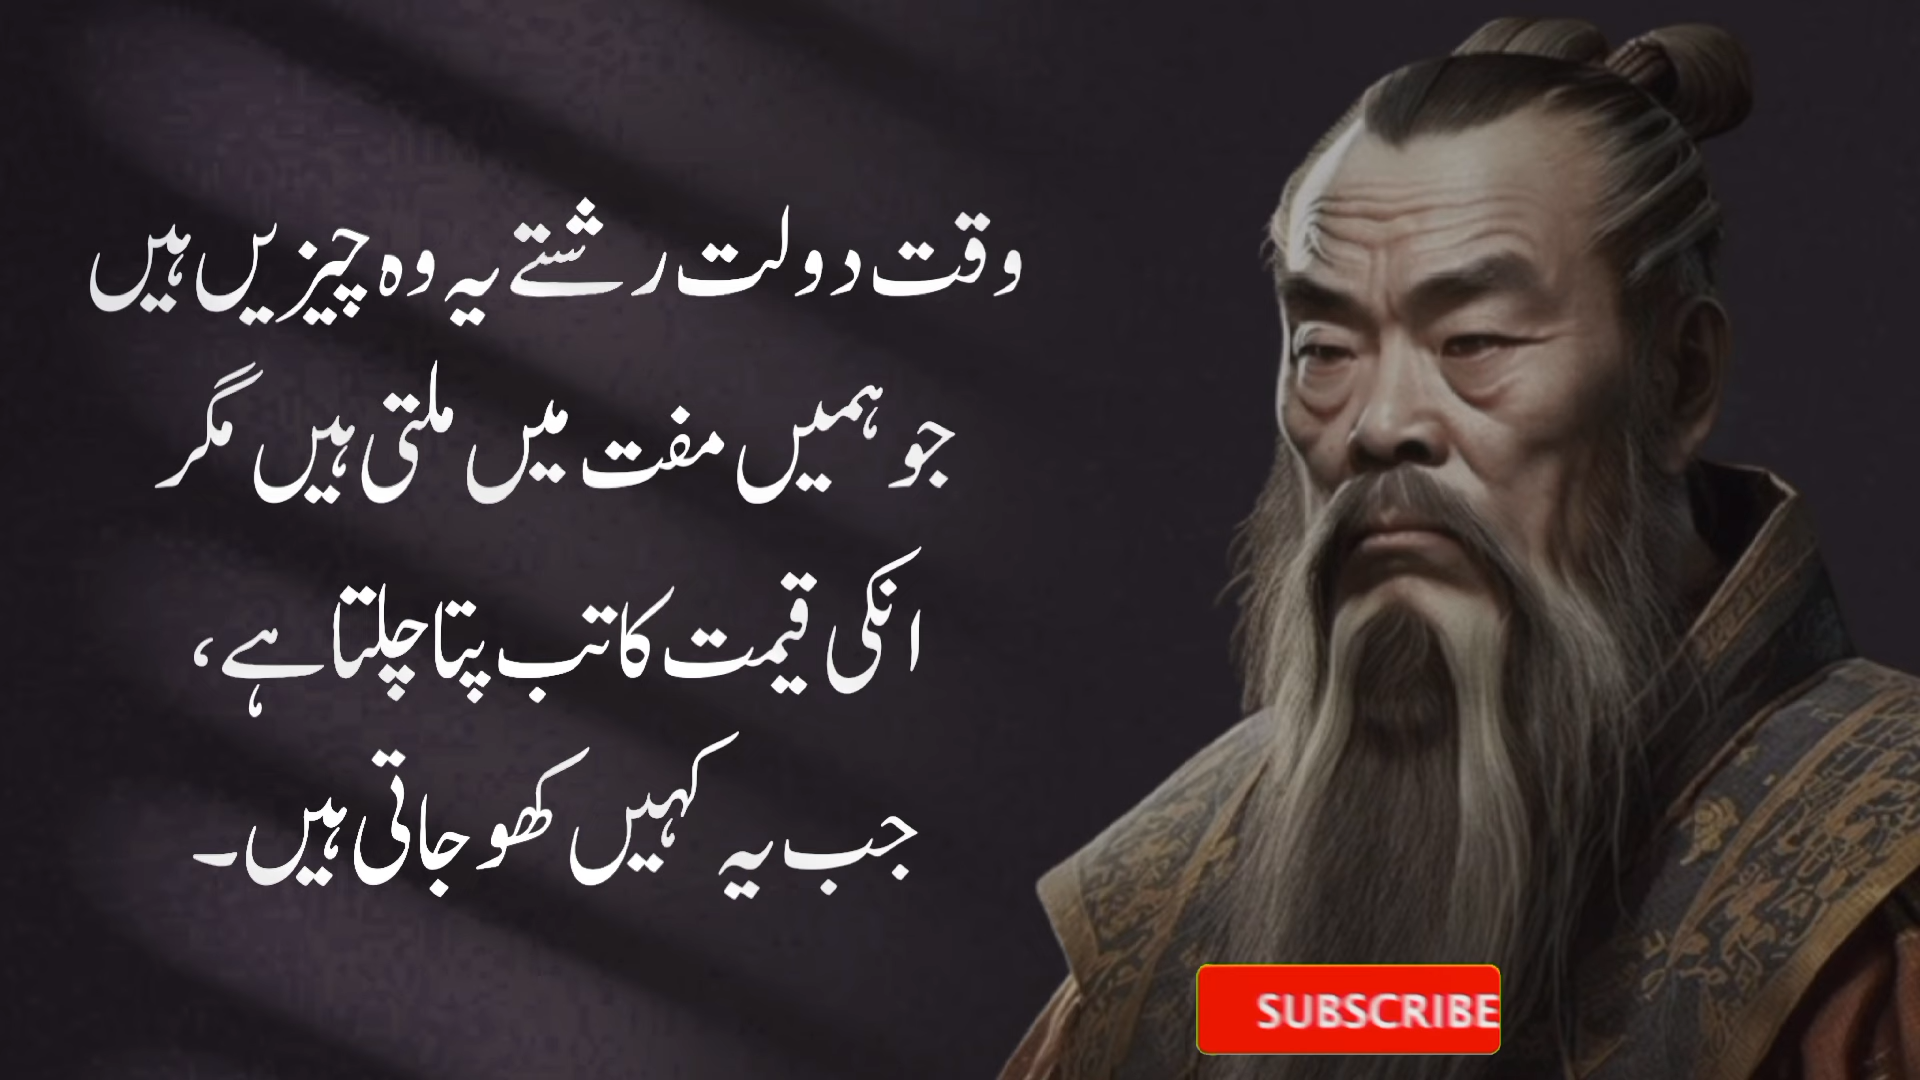 وقت دولت رشتے یہ وہ چیزیں ہیں
جو ہمیں مفت میں ملتی ہیں مگر
انکی قیمت کا تب پتا چلتا ہے،
جب یہ کہیں کھو جاتی ہیں۔
SUBSCRIBE